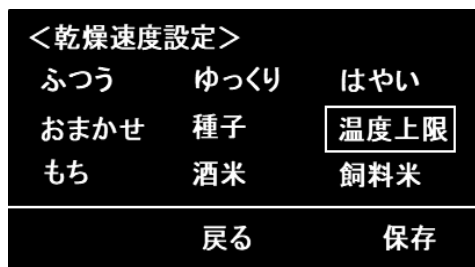 ＜乾燥速度設定＞
ふつう ゆっくり はやい
おまかせ 種子 温度上限
もち 酒米 飼料米
戻る 保存